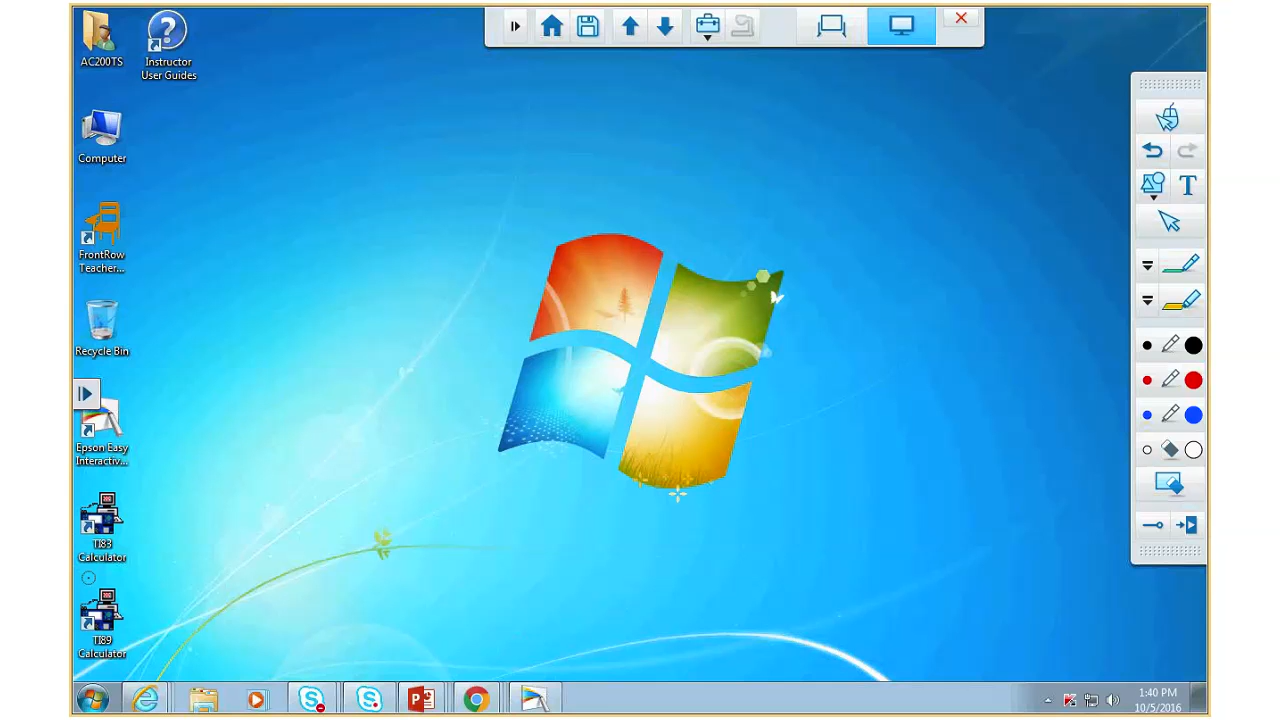 AC200TS
Instructor
User Guides
Computer
FrontRow
Teacher...
Recycle Bin
Epson Easy
Interactiv...
TI83
Calculator
TI89
Calculator
T
1:40 PM
10/5/2016